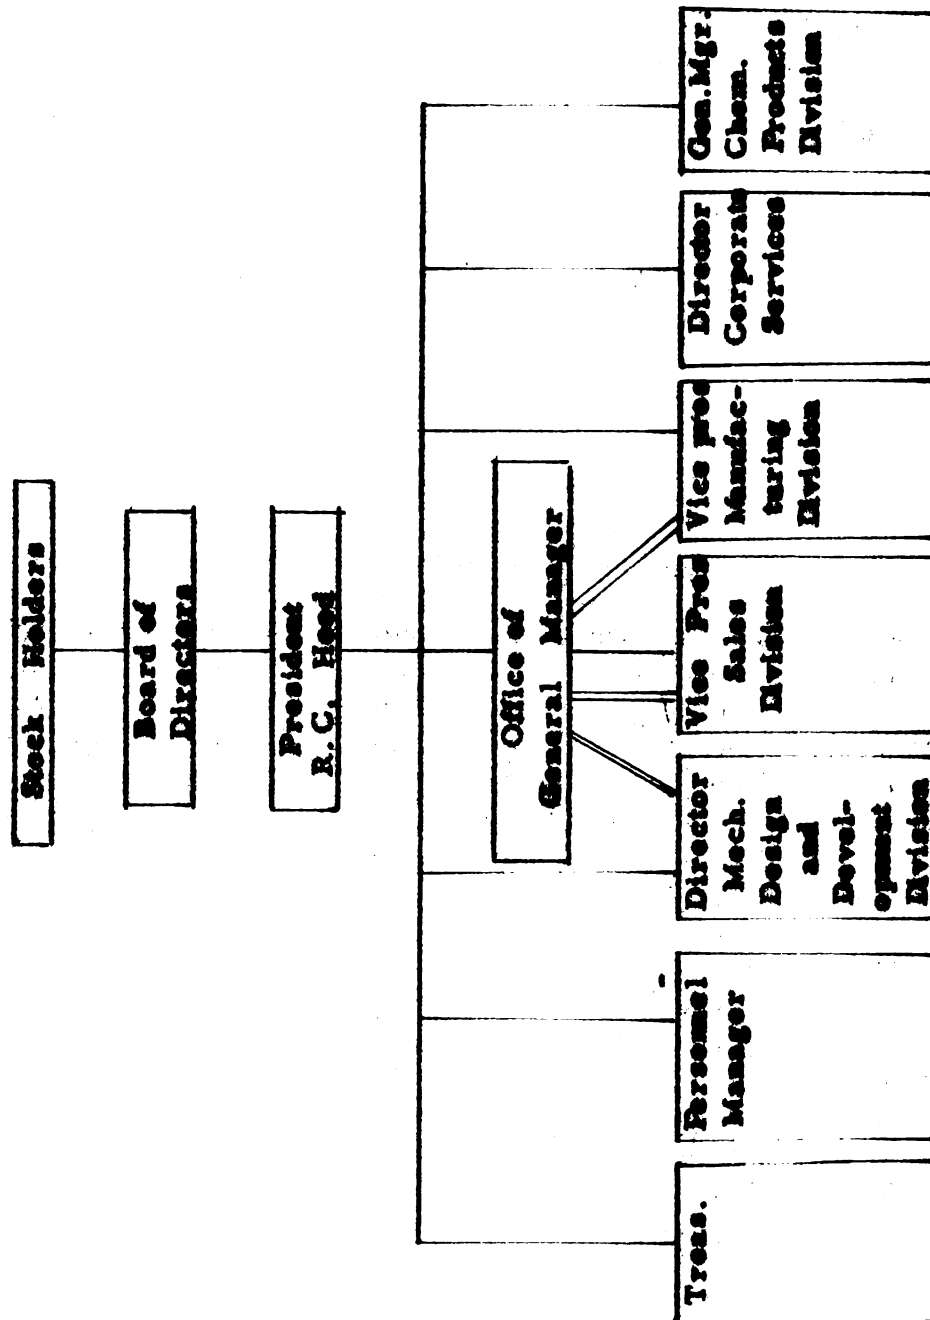 Stock Holders
Board of
Directors
President
R. C. Hood
Office of
General Manager
Treas.
Personnel
Manager
Director
Mech.
Design
and
Devel-
opment
Division
Vice Pres
Sales
Division
Vice pres
Manufac-
turing
Division
Director
Corporate
Services
Gen. Mgr.
Chem.
Products
Division